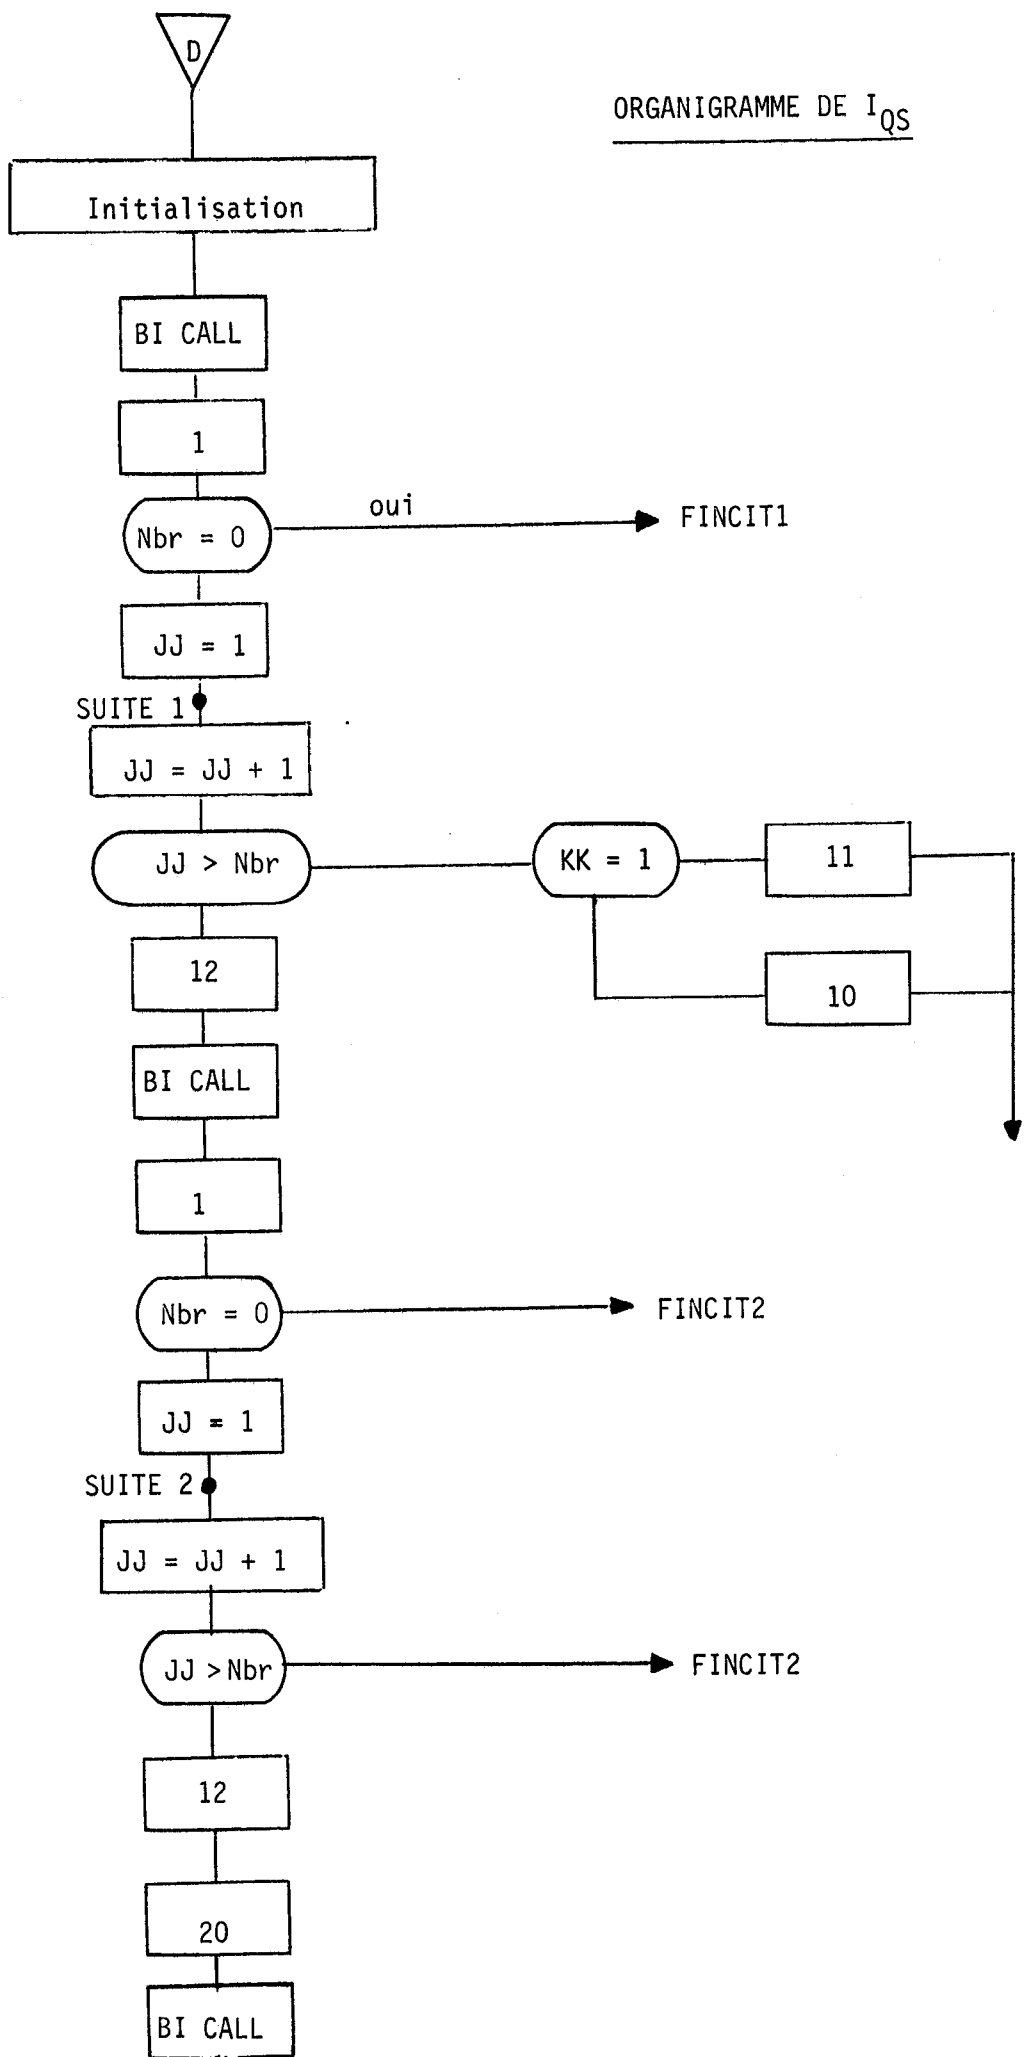 D
ORGANIGRAMME DE I_QS
Initialisation
BI CALL
1
Nbr = 0
oui
FINCIT1
JJ = 1
SUITE 1
JJ = JJ + 1
JJ > Nbr
KK = 1
11
12
10
BI CALL
1
Nbr = 0
FINCIT2
JJ = 1
SUITE 2
JJ = JJ + 1
JJ > Nbr
FINCIT2
12
20
BI CALL